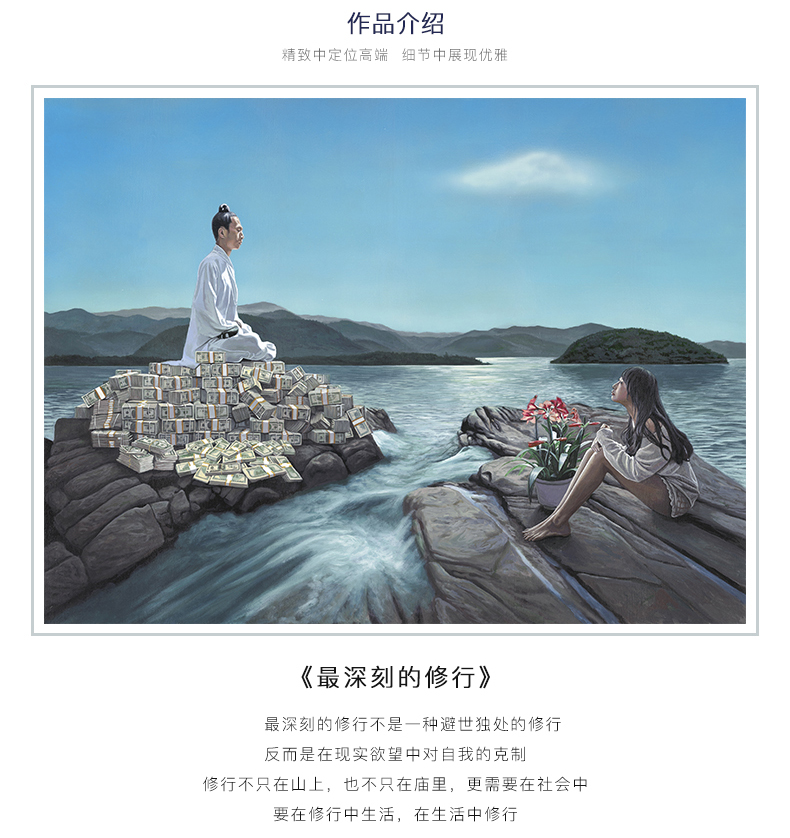 作品介绍
精致中定位高端 细节中展现优雅
《最深刻的修行》
最深刻的修行不是一种避世独处的修行
反而是在现实欲望中对自我的克制
修行不只在山上，也不只在庙里，更需要在社会中
要在修行中生活，在生活中修行